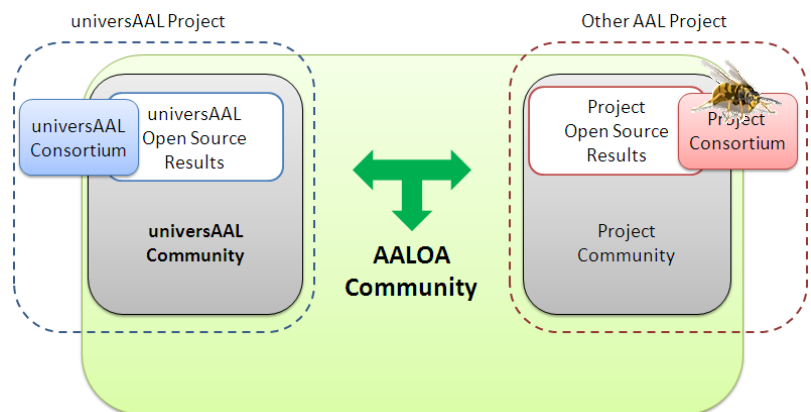 universAAL Project
Other AAL Project
universAAL
Consortium
universAAL
Open Source
Results
universAAL
Community
AALOA
Community
Project
Open Source
Results
Project
Consortium
Project
Community